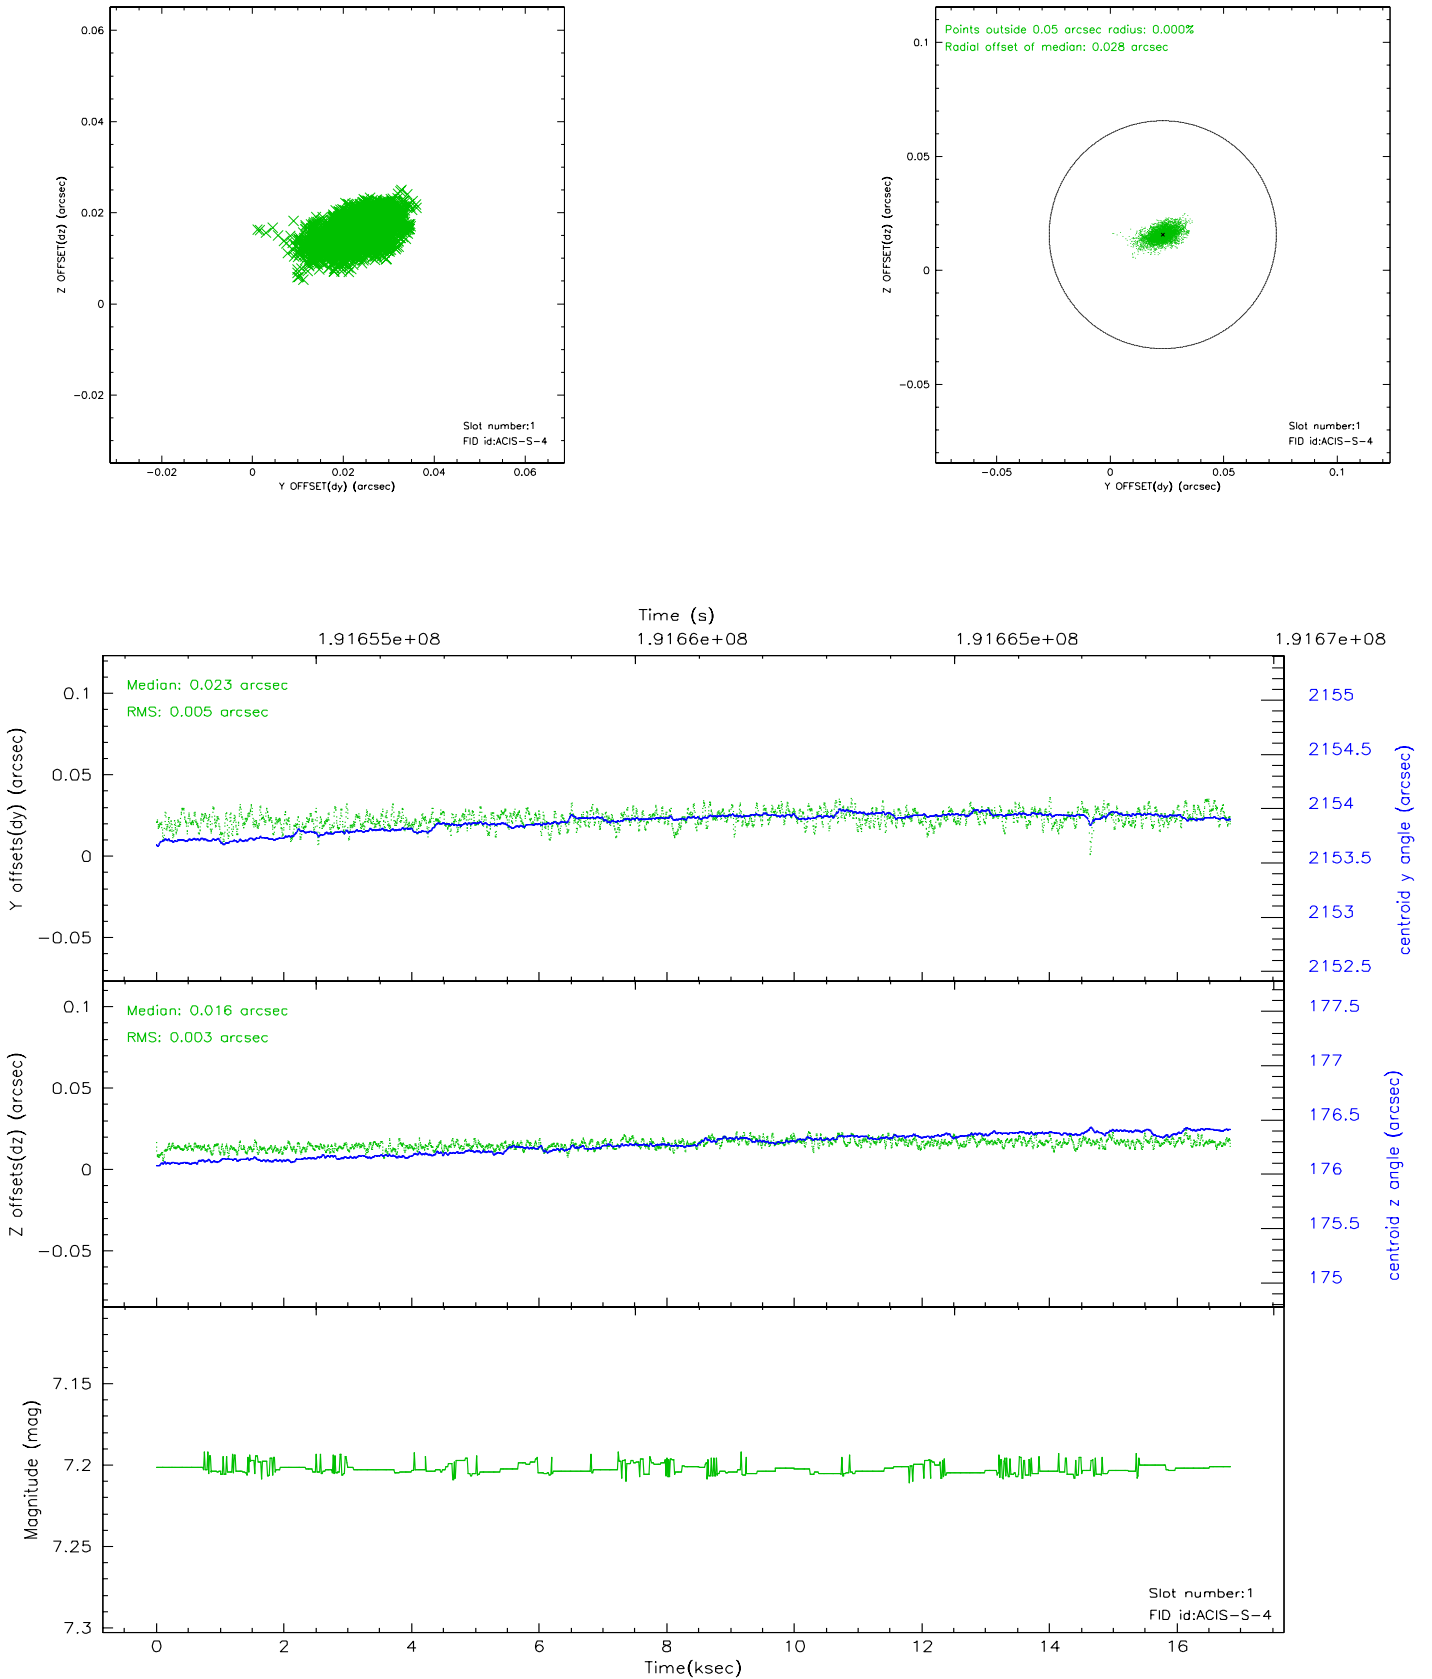 0.06
0.04
0.02
0
−0.02
Z OFFSET(dz) (arcsec)
Slot number:1
FID id:ACIS−S−4
−0.02 0 0.02 0.04 0.06
Y OFFSET(dy) (arcsec)
Points outside 0.05 arcsec radius: 0.000%
Radial offset of median: 0.028 arcsec
0.1
0.05
0
−0.05
Z OFFSET(dz) (arcsec)
Slot number:1
FID id:ACIS−S−4
−0.05 0 0.05 0.1
Y OFFSET(dy) (arcsec)
Time (s)
1.91655e+08 1.9166e+08 1.91665e+08 1.9167e+08
Median: 0.023 arcsec
RMS: 0.005 arcsec
0.1
0.05
0
−0.05
Y offsets(dy) (arcsec)
2155
2154.5
2154
2153.5
2153
2152.5
centroid y angle (arcsec)
Median: 0.016 arcsec
RMS: 0.003 arcsec
0.1
0.05
0
−0.05
Z offsets(dz) (arcsec)
177.5
177
176.5
176
175.5
175
centroid z angle (arcsec)
7.15
7.2
7.25
7.3
Magnitude (mag)
Slot number:1
FID id:ACIS−S−4
0 2 4 6 8 10 12 14 16
Time(ksec)